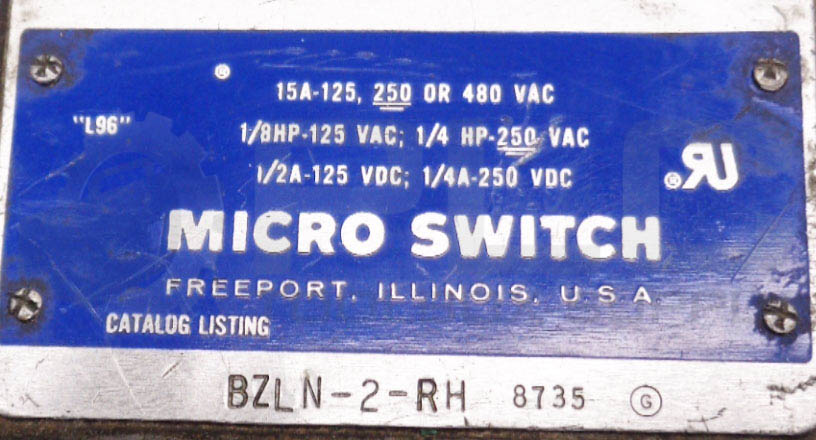 ®
15A-125, 250 OR 480 VAC
"L96"
1/8HP-125 VAC; 1/4 HP-250 VAC
1/2A-125 VDC; 1/4A-250 VDC
®RU
MICRO SWITCH
FREEPORT, ILLINOIS, U.S.A.
CATALOG LISTING
BZLN-2-RH 8735 G